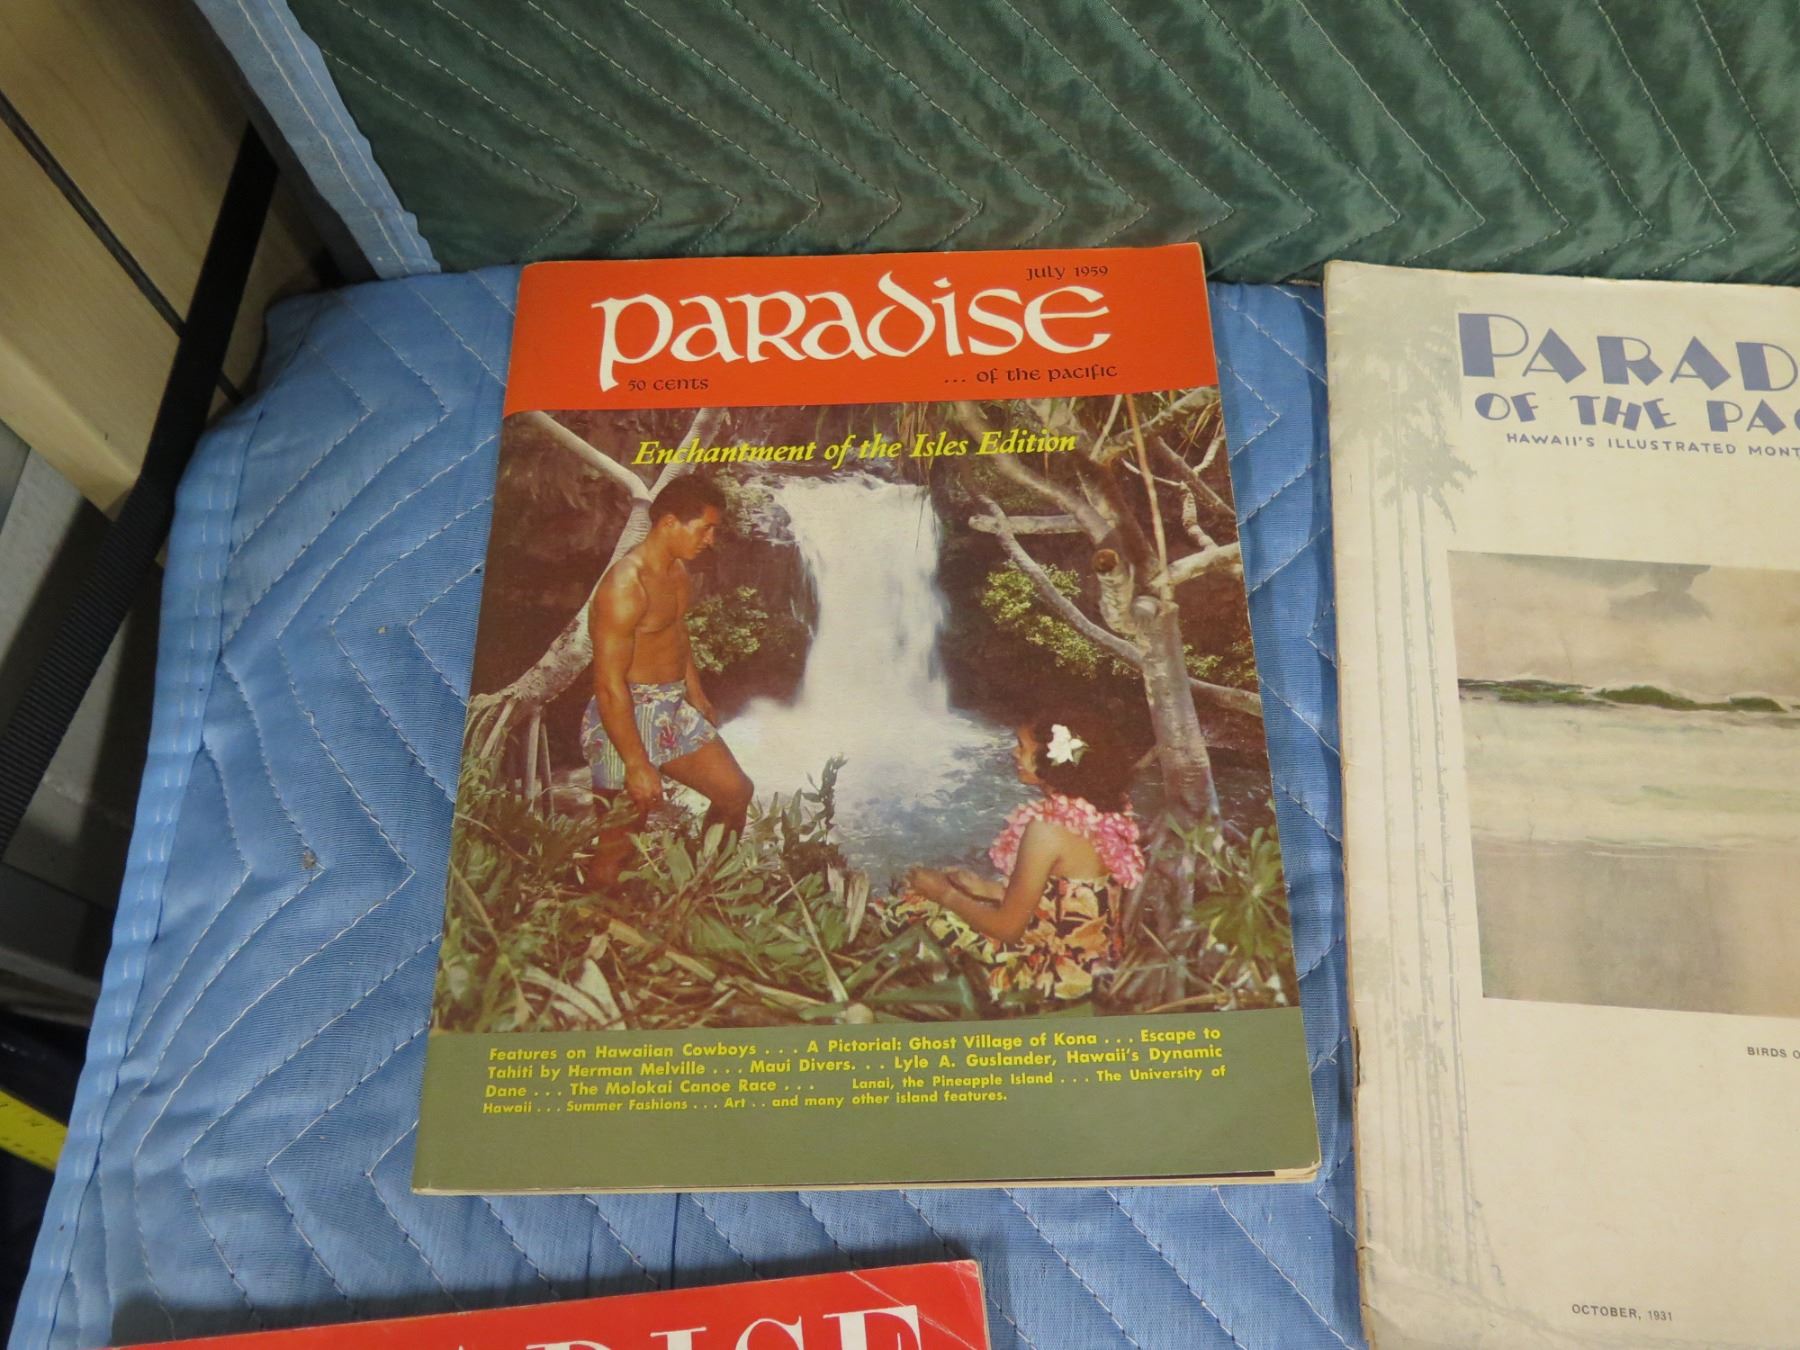 July 1959
Paradise
50 cents
... of the pacific
Enchantment of the Isles Edition
Features on Hawaiian Cowboys . . . A Pictorial: Ghost Village of Kona . . . Escape to
Tahiti by Herman Melville . . . Maui Divers. . . Lyle A. Guslander, Hawaii's Dynamic
Dane . . . The Molokai Canoe Race . . . Lanai, the Pineapple Island . . . The University of
Hawaii . . . Summer Fashions . . . Art . . and many other island features.
PARAD
OF THE PAC
HAWAII'S ILLUSTRATED MONT
BIRDS O
OCTOBER, 1931
ADISE